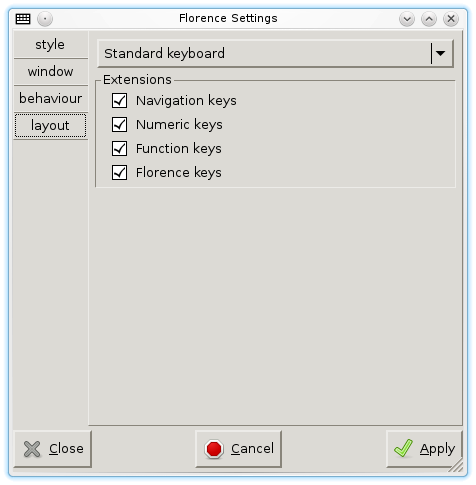 Florence Settings
style
window
behaviour
layout
Standard keyboard
Extensions
Navigation keys
Numeric keys
Function keys
Florence keys
Close
Cancel
Apply